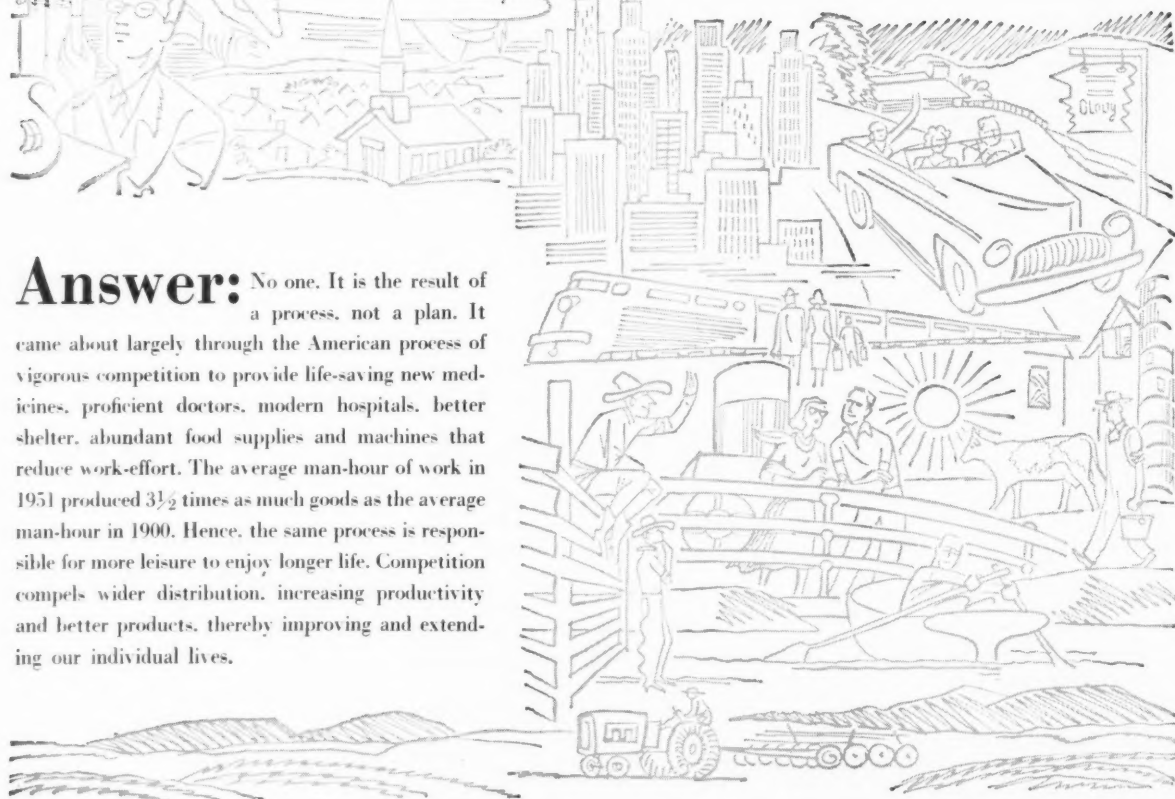 Answer: No one. It is the result of
a process, not a plan. It
came about largely through the American process of
vigorous competition to provide life-saving new med-
icines, proficient doctors, modern hospitals, better
shelter, abundant food supplies and machines that
reduce work-effort. The average man-hour of work in
1951 produced 3½ times as much goods as the average
man-hour in 1900. Hence, the same process is respon-
sible for more leisure to enjoy longer life. Competition
compels wider distribution, increasing productivity
and better products, thereby improving and extend-
ing our individual lives.